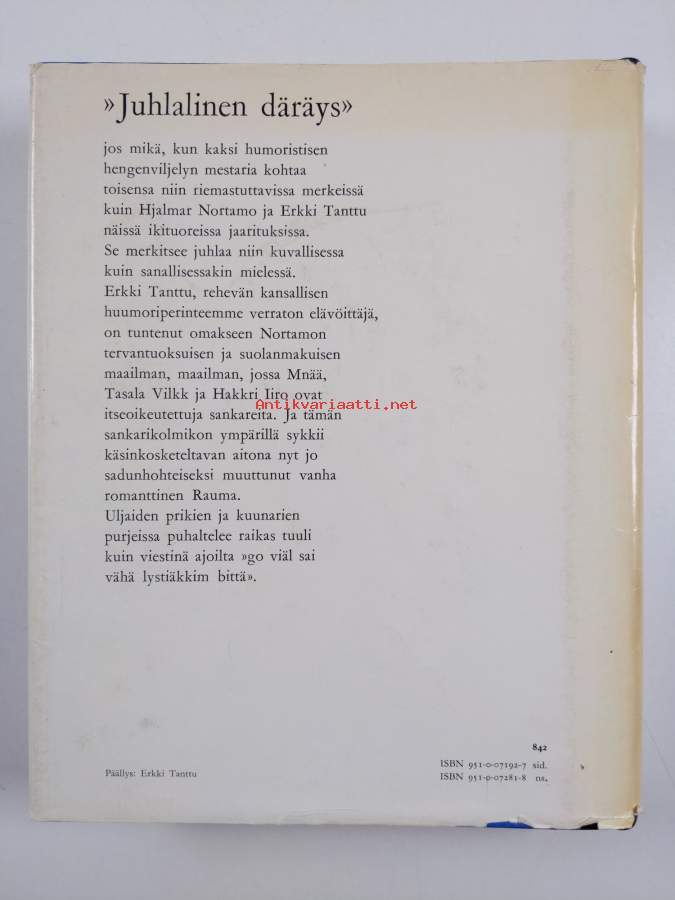 »Juhlalinen däräys»
jos mikä, kun kaksi humoristisen
hengenviljelyn mestaria kohtaa
toisensa niin riemastuttavissa merkeissä
kuin Hjalmar Nortamo ja Erkki Tanttu
näissä ikituoreissa jaarituksissa.
Se merkitsee juhlaa niin kuvallisessa
kuin sanallisessakin mielessä.
Erkki Tanttu, rehevän kansallisen
huumoriperinteemme verraton elävöittäjä,
on tuntenut omakseen Nortamon
tervantuoksuisen ja suolanmakuisen
maailman, maailman, jossa Mnää,
Tasala Vilkk ja Hakkri Iiro ovat
Antikvariaatti.net
itseoikeutettuja sankareita. Ja tämän
sankarikolmikon ympärillä sykkii
käsinkosketeltavan aitona nyt jo
sadunhohteiseksi muuttunut vanha
romanttinen Rauma.
Uljaiden prikien ja kuunarien
purjeissa puhaltelee raikas tuuli
kuin viestinä ajoilta »go viäl sai
vähä lystiäkkim bittä».
842
ISBN 951-0-07192-7 sid.
Päällys: Erkki Tanttu
ISBN 951-0-07281-8 ns.